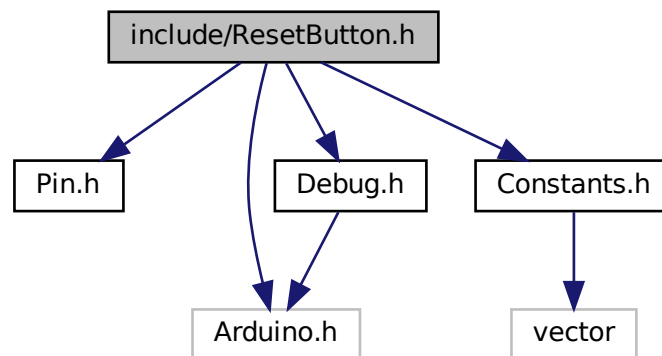 include/ResetButton.h
Pin.h
Debug.h
Constants.h
Arduino.h
vector